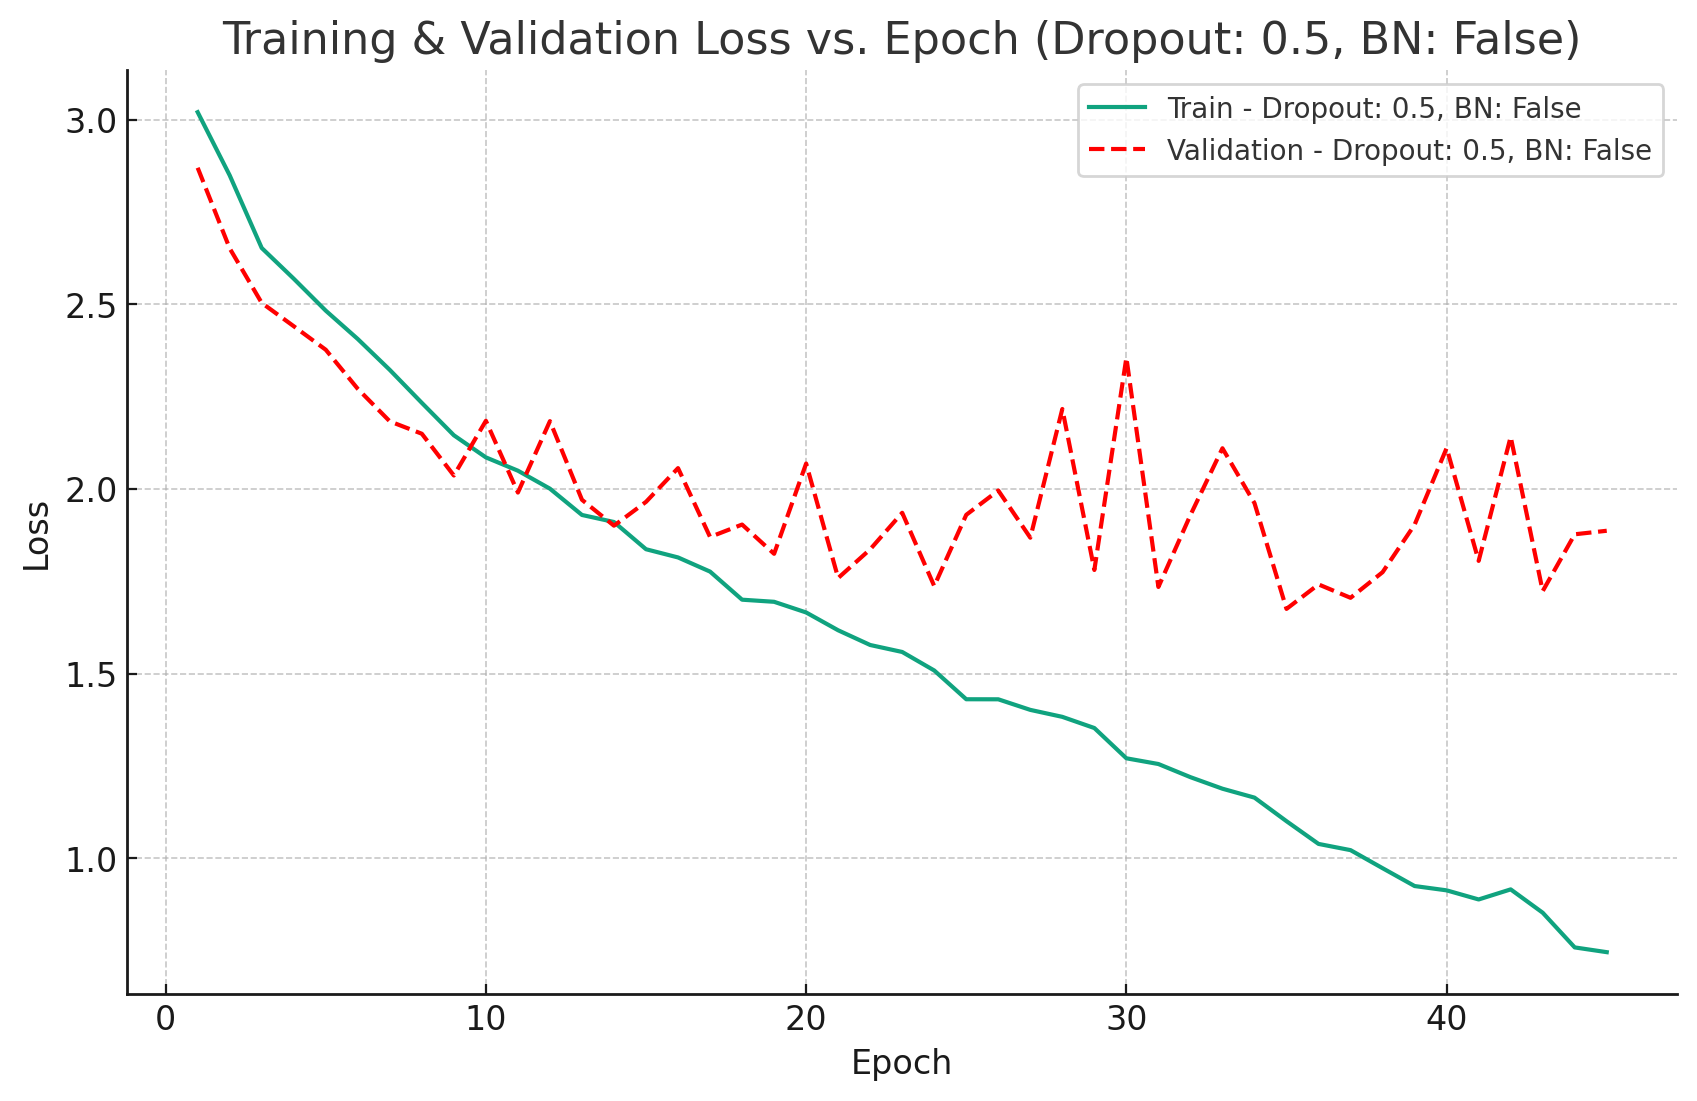 Training & Validation Loss vs. Epoch (Dropout: 0.5, BN: False)
Train - Dropout: 0.5, BN: False
Validation - Dropout: 0.5, BN: False
Loss
3.0
2.5
2.0
1.5
1.0
0 10 20 30 40
Epoch